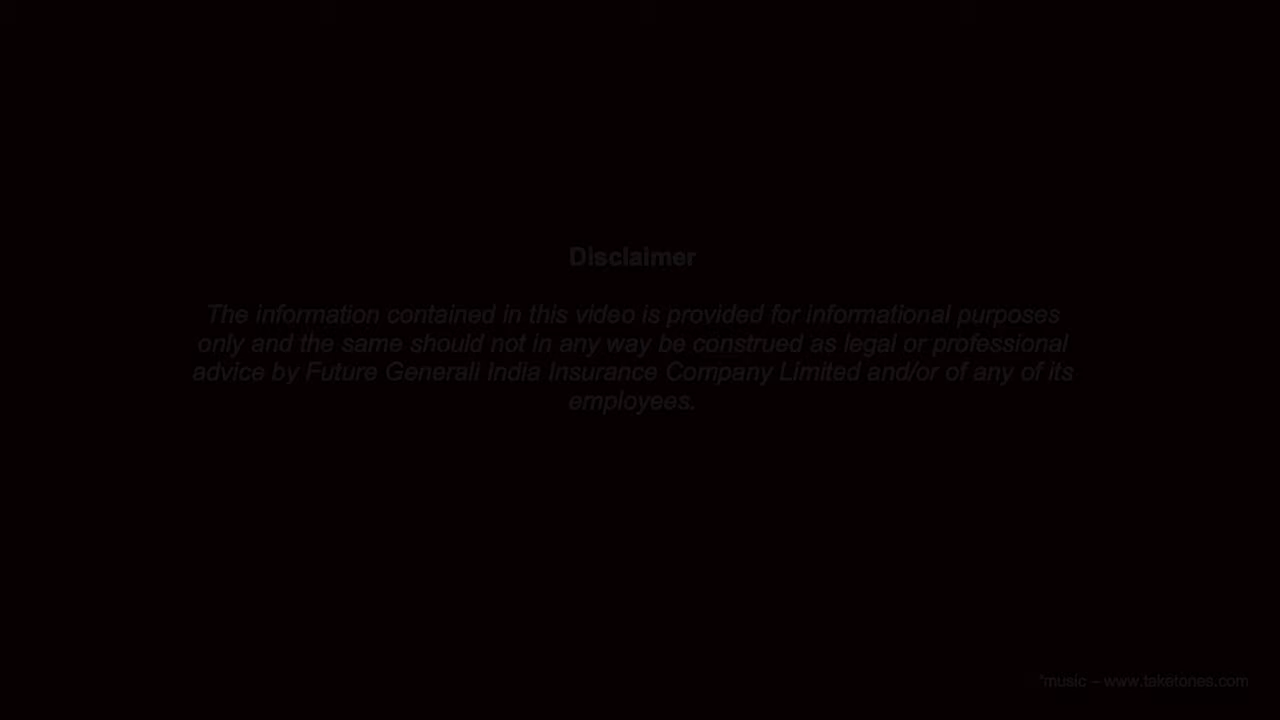 Disclaimer
The information contained in this video is provided for informational purposes
only and the same should not in any way be construed as legal or professional
advice by Future Generali India Insurance Company Limited and/or of any of its
employees.
*music – www.taketones.com